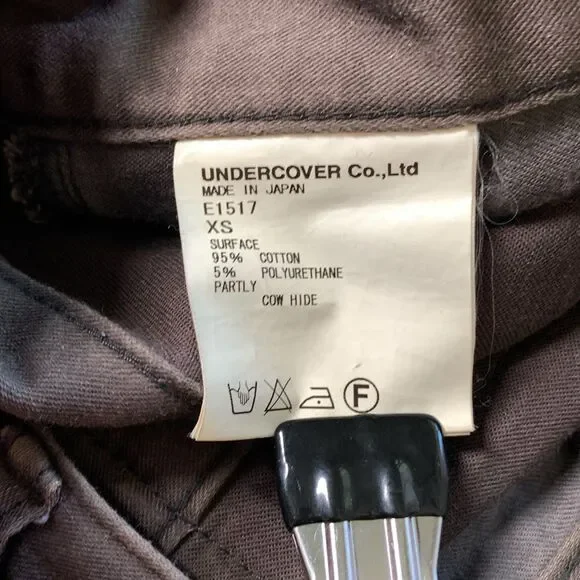 UNDERCOVER Co.,Ltd
MADE IN JAPAN
E1517
XS
SURFACE
95% COTTON
5% POLYURETHANE
PARTLY
COW HIDE
F